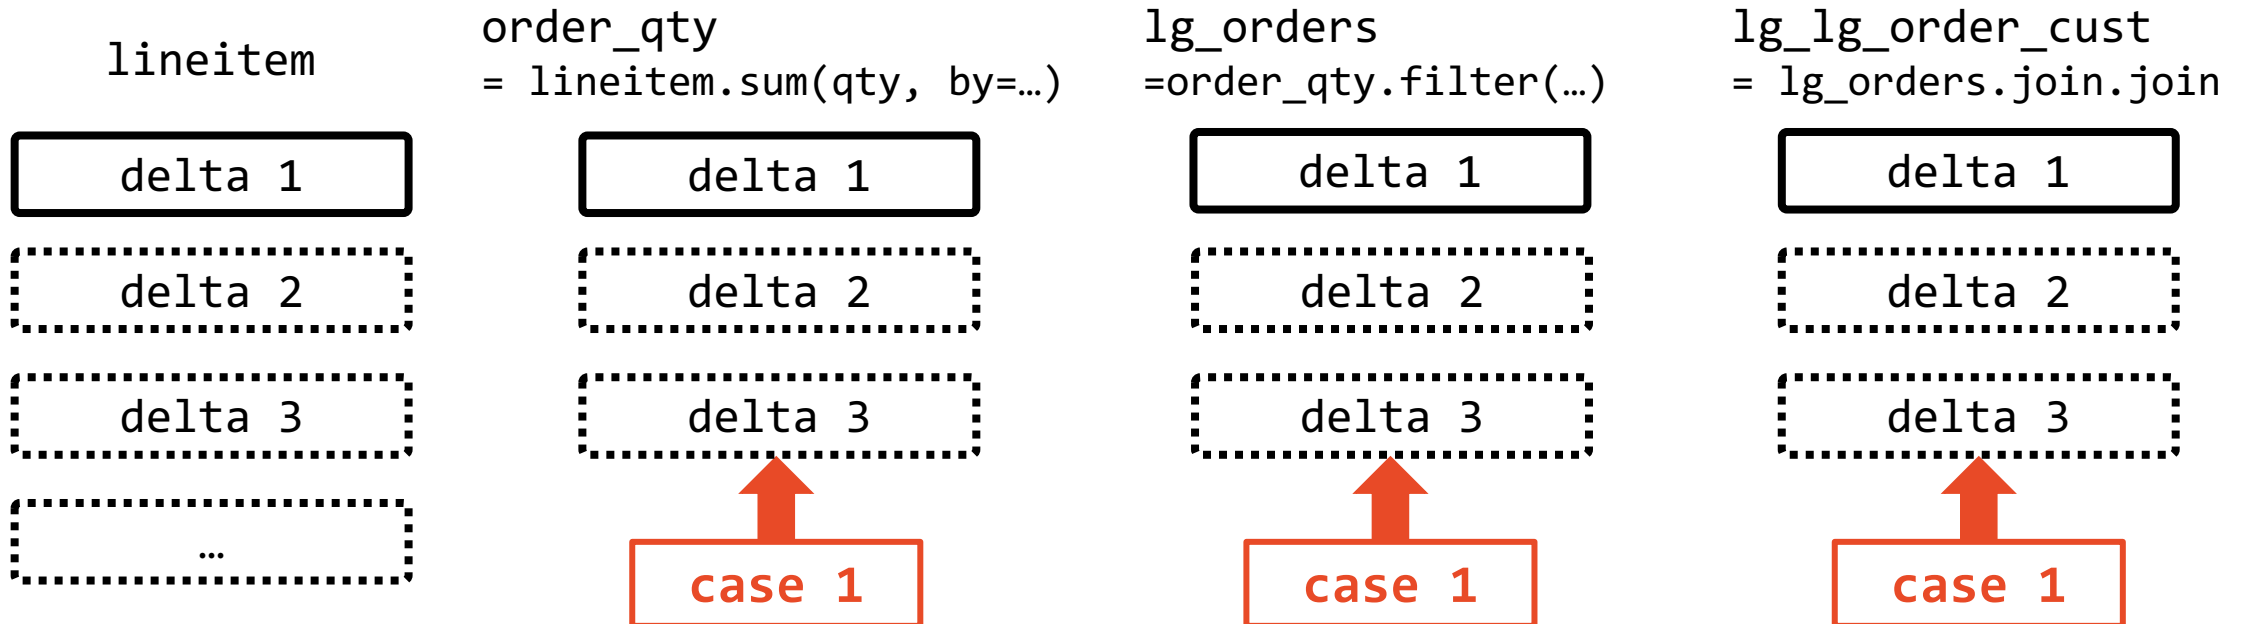 lineitem
delta 1
delta 2
delta 3
…
order_qty
= lineitem.sum(qty, by=…)
delta 1
delta 2
delta 3
case 1
lg_orders
=order_qty.filter(…)
delta 1
delta 2
delta 3
case 1
lg_lg_order_cust
= lg_orders.join.join
delta 1
delta 2
delta 3
case 1